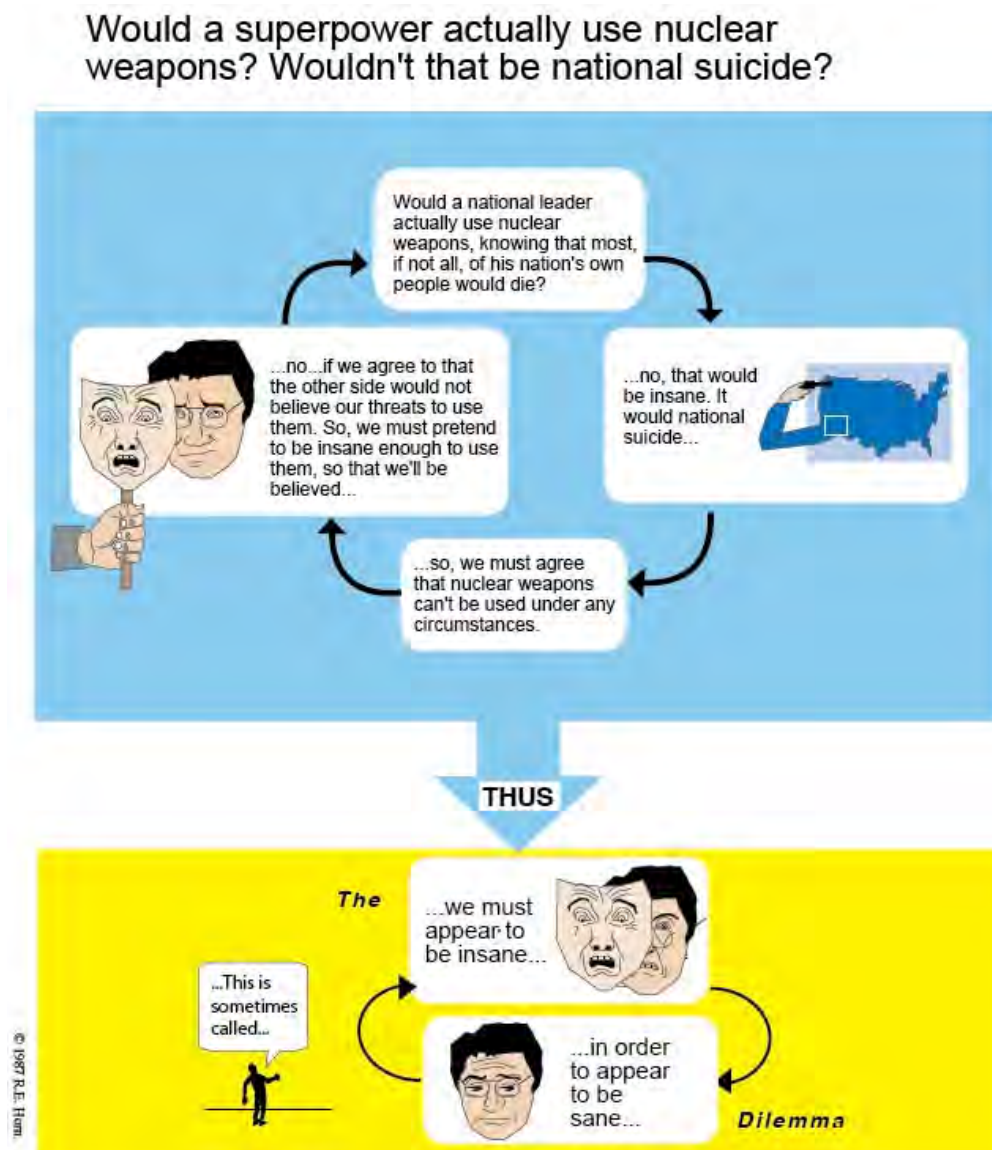 Would a superpower actually use nuclear
weapons? Wouldn't that be national suicide?
Would a national leader
actually use nuclear
weapons, knowing that most,
if not all, of his nation's own
people would die?
...no, that would
be insane. It
would national
suicide...
...so, we must agree
that nuclear weapons
can't be used under any
circumstances.
...no...if we agree to that
the other side would not
believe our threats to use
them. So, we must pretend
to be insane enough to use
them, so that we'll be
believed...
THUS
...This is
sometimes
called...
The
...we must
appear to
be insane...
...in order
to appear
to be
sane...
Dilemma
© 1987 R.E. Horn.